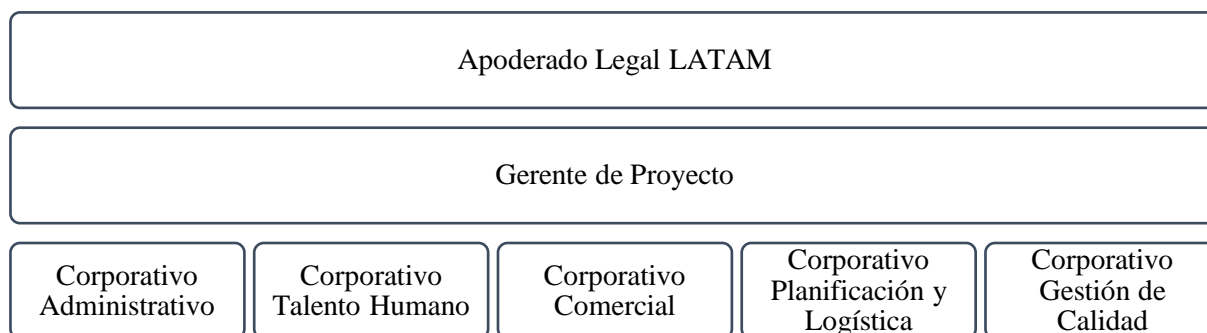 Apoderado Legal LATAM
Gerente de Proyecto
Corporativo
Administrativo
Corporativo
Talento Humano
Corporativo
Comercial
Corporativo
Planificación y
Logística
Corporativo
Gestión de
Calidad